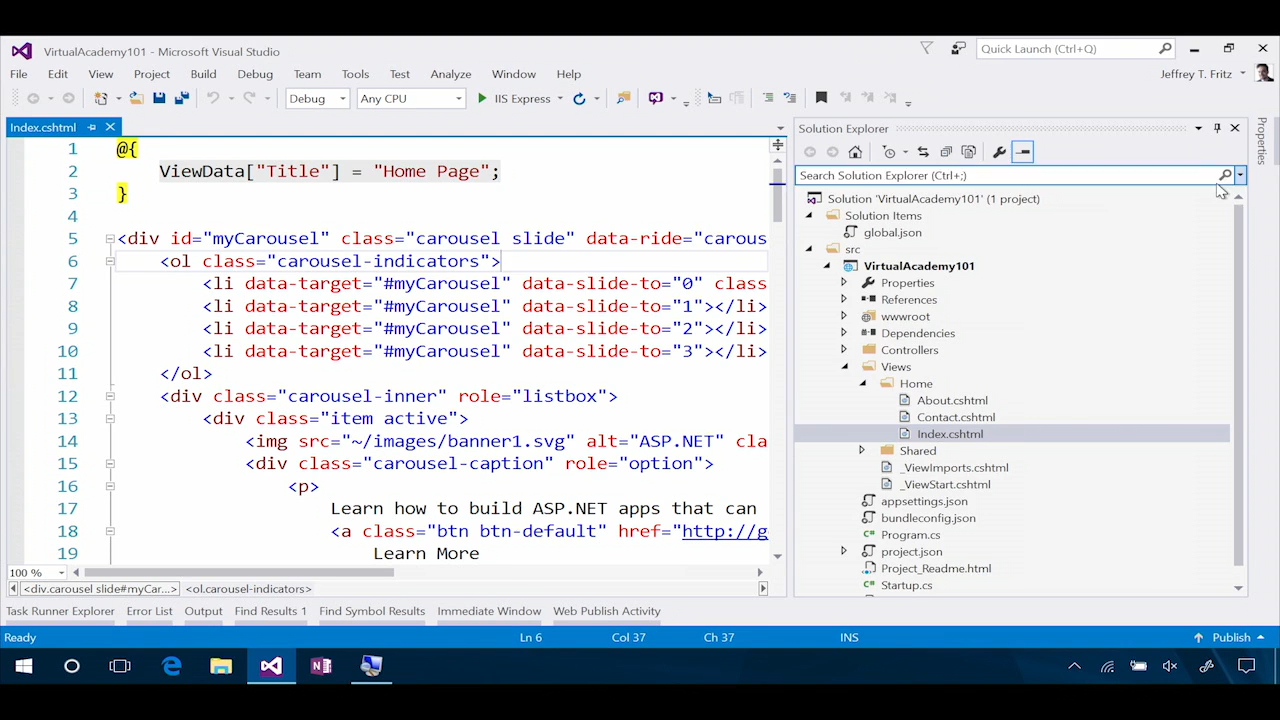 VirtualAcademy101 - Microsoft Visual Studio
Quick Launch (Ctrl+Q)
File Edit View Project Build Debug Team Tools Test Analyze Window Help
Jeffrey T. Fritz
Debug Any CPU IIS Express
Index.cshtml
1 @{
2 ViewData["Title"] = "Home Page";
3 }
4
5 <div id="myCarousel" class="carousel slide" data-ride="carous
6 <ol class="carousel-indicators">
7 <li data-target="#myCarousel" data-slide-to="0" class
8 <li data-target="#myCarousel" data-slide-to="1"></li>
9 <li data-target="#myCarousel" data-slide-to="2"></li>
10 <li data-target="#myCarousel" data-slide-to="3"></li>
11 </ol>
12 <div class="carousel-inner" role="listbox">
13 <div class="item active">
14 <img src="~/images/banner1.svg" alt="ASP.NET" cla
15 <div class="carousel-caption" role="option">
16 <p>
17 Learn how to build ASP.NET apps that can
18 <a class="btn btn-default" href="http://g
19 Learn More
100 %
<div.carousel slide#myCar...> <ol.carousel-indicators>
Solution Explorer
Search Solution Explorer (Ctrl+;)
Solution 'VirtualAcademy101' (1 project)
Solution Items
global.json
src
VirtualAcademy101
Properties
References
wwwroot
Dependencies
Controllers
Views
Home
About.cshtml
Contact.cshtml
Index.cshtml
Shared
_ViewImports.cshtml
_ViewStart.cshtml
appsettings.json
bundleconfig.json
Program.cs
project.json
Project_Readme.html
Startup.cs
Properties
Task Runner Explorer Error List Output Find Results 1 Find Symbol Results Immediate Window Web Publish Activity
Ready Ln 6 Col 37 Ch 37 INS Publish